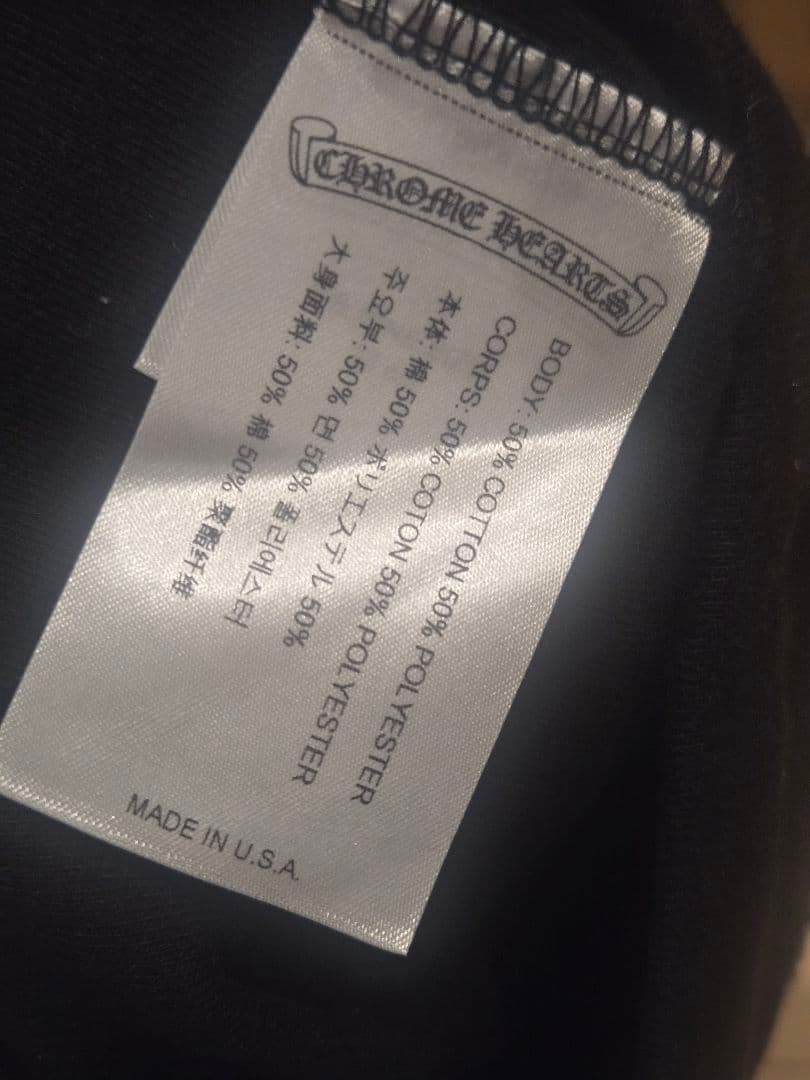 CHROME HEARTS
BODY: 50% COTTON 50% POLYESTER
CORPS: 50% COTON 50% POLYESTER
本体: 棉 50% ポリエステル 50%
주요부: 50% 면 50% 폴리에스터
大身面料: 50% 棉 50% 聚酯纤维
MADE IN U.S.A.